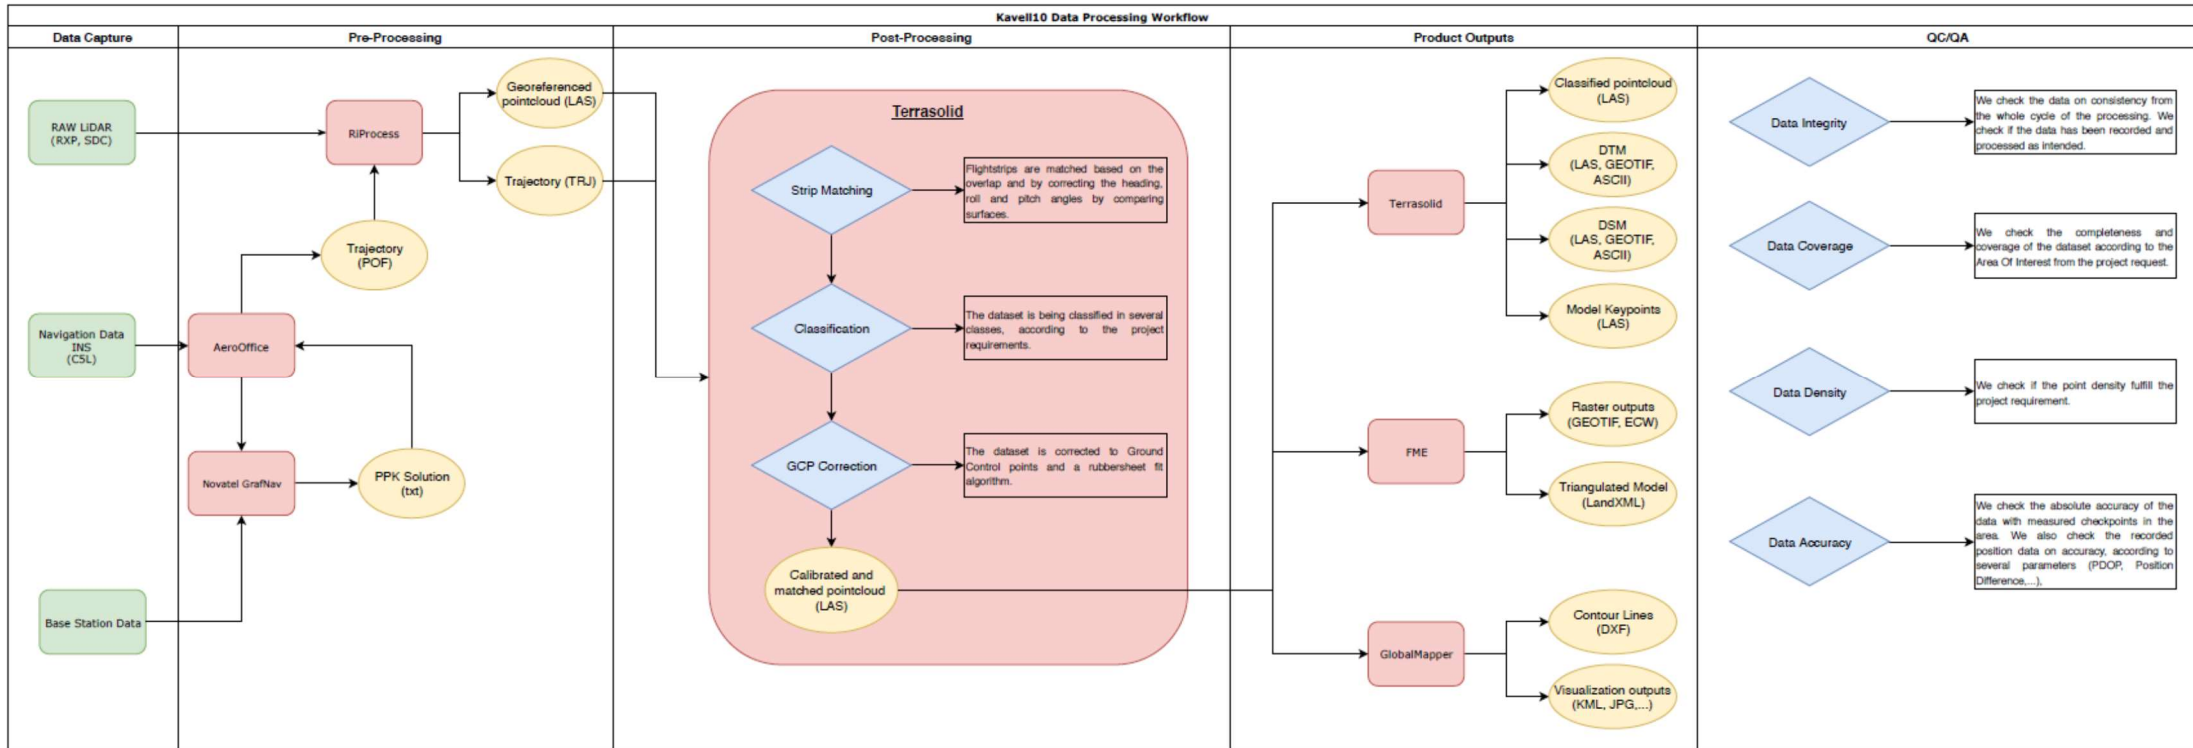 Kavell10 Data Processing Workflow
Data Capture
Pre-Processing
Post-Processing
Product Outputs
QC/QA
RAW LiDAR
(RXP, SDC)
Navigation Data
INS
(C5L)
Base Station Data
RiProcess
Georeferenced
pointcloud (LAS)
Trajectory (TRJ)
Trajectory
(POF)
AeroOffice
Novatel GrafNav
PPK Solution
(txt)
Terrasolid
Strip Matching
Flightstrips are matched based on the
overlap and by correcting the heading,
roll and pitch angles by comparing
surfaces.
Classification
The dataset is being classified in several
classes, according to the project
requirements.
GCP Correction
The dataset is corrected to Ground
Control points and a rubbersheet fit
algorithm.
Calibrated and
matched pointcloud
(LAS)
Terrasolid
Classified pointcloud
(LAS)
DTM
(LAS, GEOTIF,
ASCII)
DSM
(LAS, GEOTIF,
ASCII)
Model Keypoints
(LAS)
FME
Raster outputs
(GEOTIF, ECW)
Triangulated Model
(LandXML)
GlobalMapper
Contour Lines
(DXF)
Visualization outputs
(KML, JPG,...)
Data Integrity
We check the data on consistency from
the whole cycle of the processing. We
check if the data has been recorded and
processed as intended.
Data Coverage
We check the completeness and
coverage of the dataset according to the
Area Of Interest from the project request.
Data Density
We check if the point density fulfill the
project requirement.
Data Accuracy
We check the absolute accuracy of the
data with measured checkpoints in the
area. We also check the recorded
position data on accuracy, according to
several parameters (PDOP, Position
Difference,...),